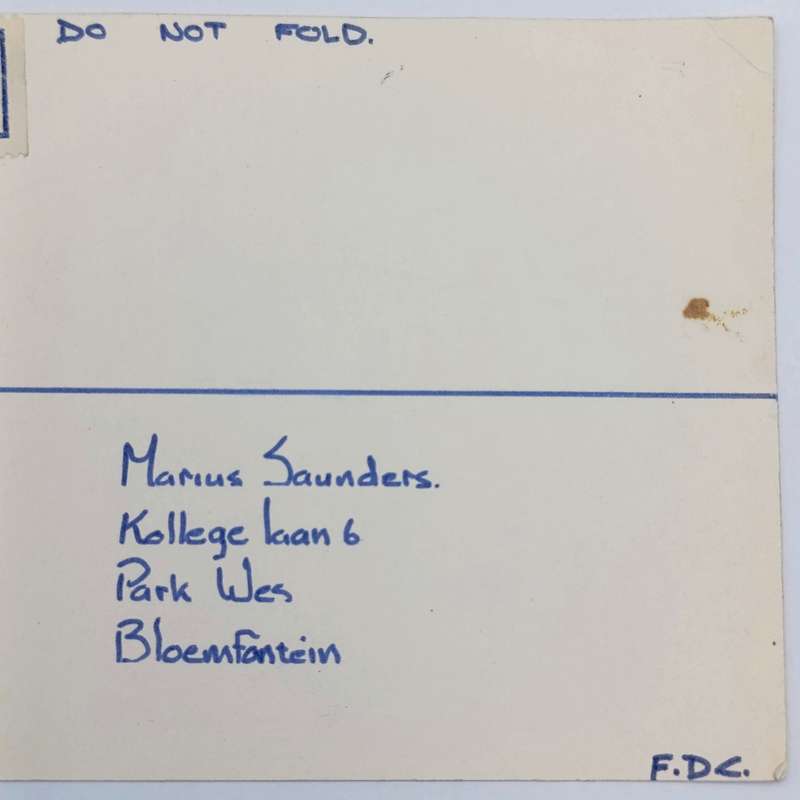 DO NOT FOLD.
Marius Saunders.
Kollege laan 6
Park Wes
Bloemfontein
F.D.C.